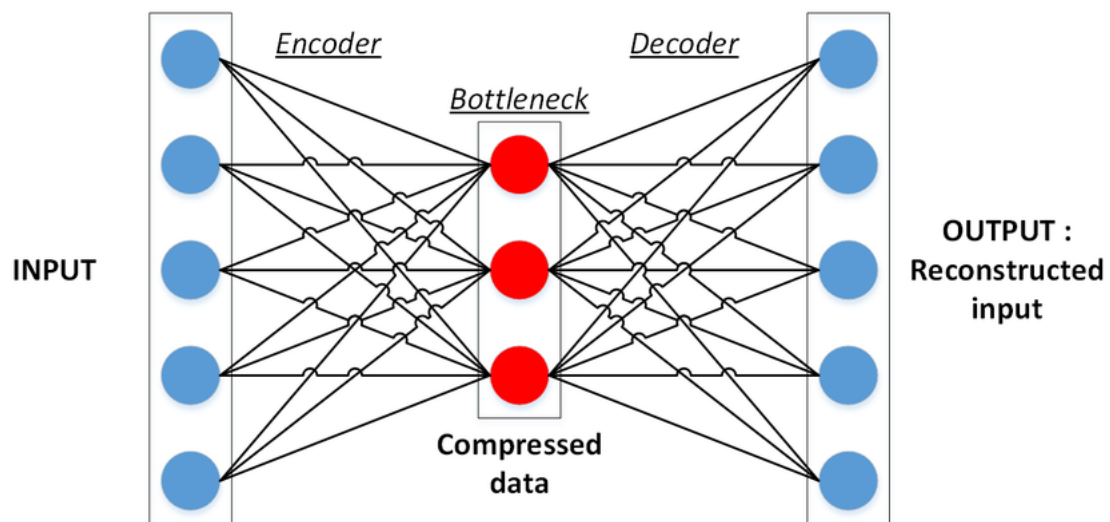 Encoder
Decoder
Bottleneck
INPUT
OUTPUT :
Reconstructed
input
Compressed
data